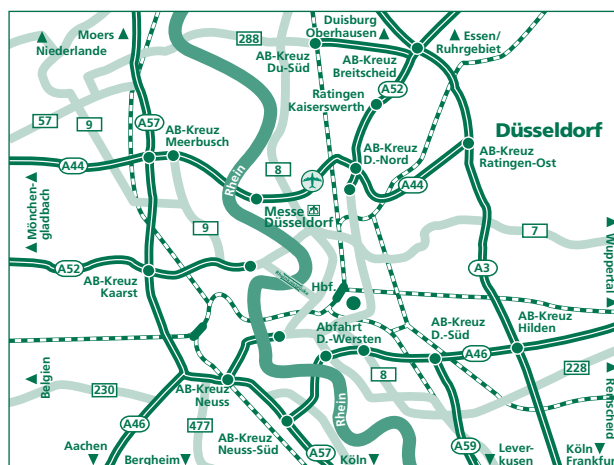 Moers
Niederlande
288
Duisburg
Oberhausen
Essen/
Ruhrgebiet
AB-Kreuz
Du-Süd
AB-Kreuz
Breitscheid
A52
Ratingen
Kaiserswerth
57
9
A57
AB-Kreuz
Meerbusch
Düsseldorf
AB-Kreuz
D.-Nord
AB-Kreuz
Ratingen-Ost
A44
8
Rhein
A44
Mönchen-
gladbach
Messe
Düsseldorf
9
7
Wuppertal
A52
AB-Kreuz
Kaarst
A3
Hbf.
Abfahrt
D.-Wersten
AB-Kreuz
D.-Süd
AB-Kreuz
Hilden
A46
228
Belgien
230
AB-Kreuz
Neuss
Rhein
8
Remscheid
A46
477
AB-Kreuz
Neuss-Süd
A57
A59
Aachen
Bergheim
Köln
Lever-
kusen
Köln
Frankfurt